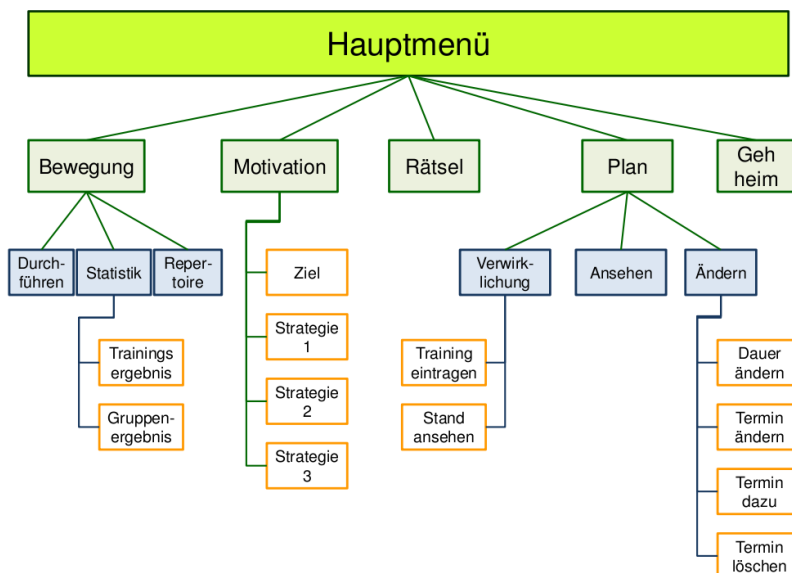 Hauptmenü
Bewegung
Motivation
Rätsel
Plan
Geh
heim
Durch-
führen
Statistik
Reper-
toire
Ziel
Verwirk-
lichung
Ansehen
Ändern
Strategie
1
Trainings
ergebnis
Training
eintragen
Dauer
ändern
Strategie
2
Gruppen-
ergebnis
Stand
ansehen
Termin
ändern
Strategie
3
Termin
dazu
Termin
löschen